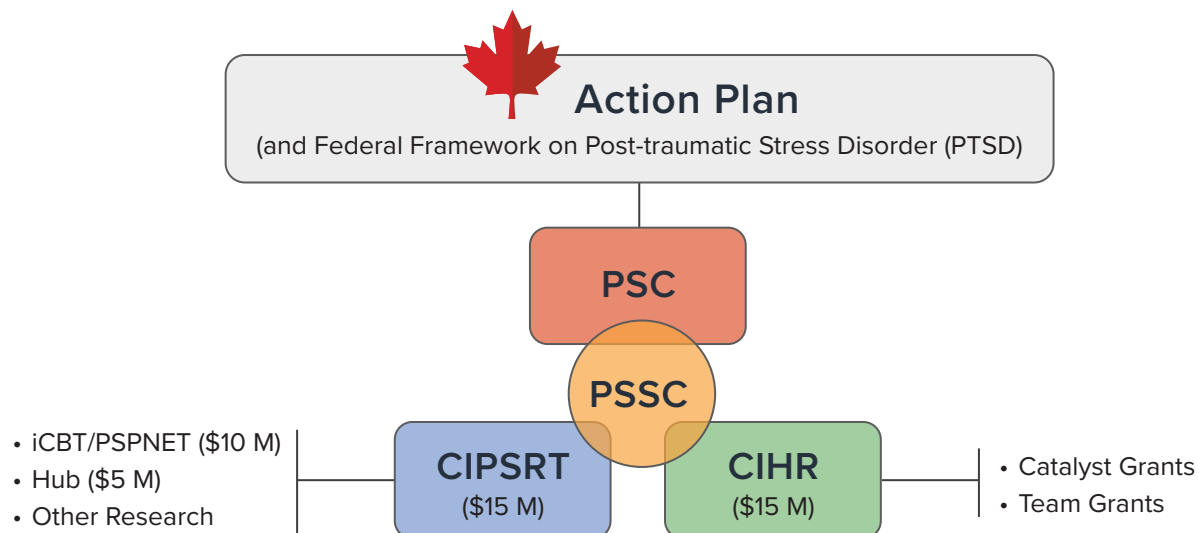 Action Plan
(and Federal Framework on Post-traumatic Stress Disorder (PTSD)
PSC
PSSC
• iCBT/PSPNET ($10 M)
• Hub ($5 M)
• Other Research
CIPSRT
($15 M)
CIHR
($15 M)
• Catalyst Grants
• Team Grants